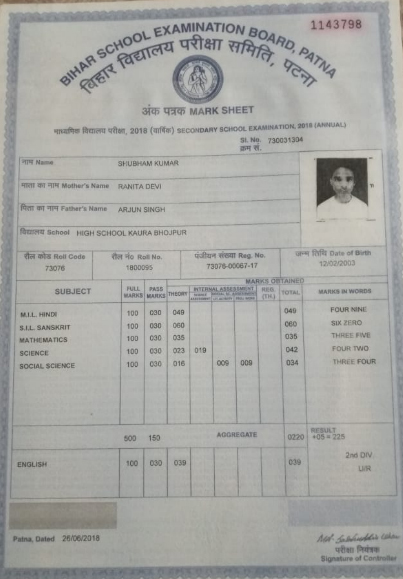 1143798
BIHAR SCHOOL EXAMINATION BOARD, PATNA
बिहार विद्यालय परीक्षा समिति, पटना
अंक पत्रक MARK SHEET
माध्यमिक विद्यालय परीक्षा, 2018 (वार्षिक) SECONDARY SCHOOL EXAMINATION, 2018 (ANNUAL)
Sl. No. 730031304
क्रम सं.
नाम Name SHUBHAM KUMAR
माता का नाम Mother's Name RANITA DEVI
पिता का नाम Father's Name ARJUN SINGH
विद्यालय School HIGH SCHOOL KAURA BHOJPUR
रौल कोड Roll Code रौल नं० Roll No. पंजीयन संख्या Reg. No. जन्म तिथि Date of Birth
73076 1800095 73076-00067-17 12/02/2003
MARKS OBTAINED
SUBJECT FULL MARKS PASS MARKS THEORY INTERNAL ASSESSMENT REG. (TR.) TOTAL MARKS IN WORDS
M.I.L. HINDI 100 030 049 049 FOUR NINE
S.I.L. SANSKRIT 100 030 060 060 SIX ZERO
MATHEMATICS 100 030 035 035 THREE FIVE
SCIENCE 100 030 023 019 042 FOUR TWO
SOCIAL SCIENCE 100 030 016 009 009 034 THREE FOUR
500 150 AGGREGATE 0220 RESULT
+05 = 225
ENGLISH 100 030 039 039 2nd DIV.
U/R
Patna, Dated 26/06/2018
परीक्षा नियंत्रक
Signature of Controller